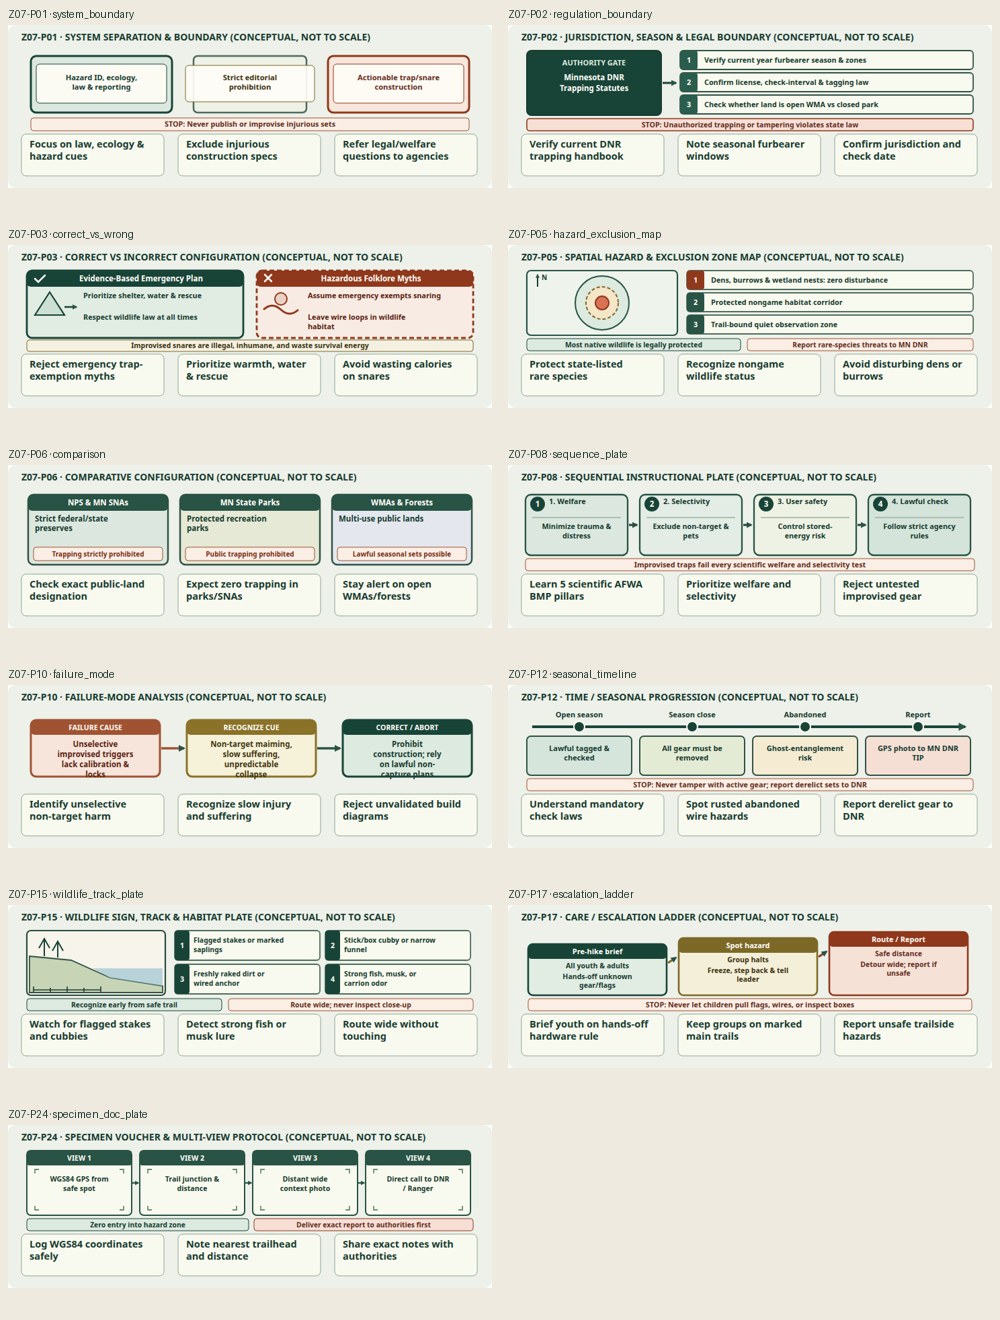 Z07-P01 · system_boundary
Z07-P01 · SYSTEM SEPARATION & BOUNDARY (CONCEPTUAL, NOT TO SCALE)
Hazard ID, ecology,
law & reporting
Strict editorial
prohibition
Actionable trap/snare
construction
STOP: Never publish or improvise injurious sets
Focus on law, ecology &
hazard cues
Exclude injurious
construction specs
Refer legal/welfare
questions to agencies
Z07-P02 · regulation_boundary
Z07-P02 · JURISDICTION, SEASON & LEGAL BOUNDARY (CONCEPTUAL, NOT TO SCALE)
AUTHORITY GATE
Minnesota DNR
Trapping Statutes
1 Verify current year furbearer season & zones
2 Confirm license, check-interval & tagging law
3 Check whether land is open WMA vs closed park
STOP: Unauthorized trapping or tampering violates state law
Verify current DNR
trapping handbook
Note seasonal furbearer
windows
Confirm jurisdiction and
check date
Z07-P03 · correct_vs_wrong
Z07-P03 · CORRECT VS INCORRECT CONFIGURATION (CONCEPTUAL, NOT TO SCALE)
Evidence-Based Emergency Plan
Prioritize shelter, water & rescue
Respect wildlife law at all times
Hazardous Folklore Myths
Assume emergency exempts snaring
Leave wire loops in wildlife
habitat
Improvised snares are illegal, inhumane, and waste survival energy
Reject emergency trap-
exemption myths
Prioritize warmth, water
& rescue
Avoid wasting calories
on snares
Z07-P05 · hazard_exclusion_map
Z07-P05 · SPATIAL HAZARD & EXCLUSION ZONE MAP (CONCEPTUAL, NOT TO SCALE)
N
1 Dens, burrows & wetland nests: zero disturbance
2 Protected nongame habitat corridor
3 Trail-bound quiet observation zone
Most native wildlife is legally protected
Report rare-species threats to MN DNR
Protect state-listed
rare species
Recognize nongame
wildlife status
Avoid disturbing dens or
burrows
Z07-P06 · comparison
Z07-P06 · COMPARATIVE CONFIGURATION (CONCEPTUAL, NOT TO SCALE)
NPS & MN SNAs
Strict federal/state
preserves
Trapping strictly prohibited
MN State Parks
Protected recreation
parks
Public trapping prohibited
WMAs & Forests
Multi-use public lands
Lawful seasonal sets possible
Check exact public-land
designation
Expect zero trapping in
parks/SNAs
Stay alert on open
WMAs/forests
Z07-P08 · sequence_plate
Z07-P08 · SEQUENTIAL INSTRUCTIONAL PLATE (CONCEPTUAL, NOT TO SCALE)
1 1. Welfare
Minimize trauma &
distress
2 2. Selectivity
Exclude non-target &
pets
3 3. User safety
Control stored-
energy risk
4 4. Lawful check
Follow strict agency
rules
Improvised traps fail every scientific welfare and selectivity test
Learn 5 scientific AFWA
BMP pillars
Prioritize welfare and
selectivity
Reject untested
improvised gear
Z07-P10 · failure_mode
Z07-P10 · FAILURE-MODE ANALYSIS (CONCEPTUAL, NOT TO SCALE)
FAILURE CAUSE
Unselective
improvised triggers
lack calibration &
locks
RECOGNIZE CUE
Non-target maiming,
slow suffering,
unpredictable
collapse
CORRECT / ABORT
Prohibit
construction; rely
on lawful non-
capture plans
Identify unselective
non-target harm
Recognize slow injury
and suffering
Reject unvalidated build
diagrams
Z07-P12 · seasonal_timeline
Z07-P12 · TIME / SEASONAL PROGRESSION (CONCEPTUAL, NOT TO SCALE)
Open season
Season close
Abandoned
Report
Lawful tagged &
checked
All gear must be
removed
Ghost-entanglement
risk
GPS photo to MN DNR
TIP
STOP: Never tamper with active gear; report derelict sets to DNR
Understand mandatory
check laws
Spot rusted abandoned
wire hazards
Report derelict gear to
DNR
Z07-P15 · wildlife_track_plate
Z07-P15 · WILDLIFE SIGN, TRACK & HABITAT PLATE (CONCEPTUAL, NOT TO SCALE)
1 Flagged stakes or marked
saplings
2 Stick/box cubby or narrow
funnel
3 Freshly raked dirt or
wired anchor
4 Strong fish, musk, or
carrion odor
Recognize early from safe trail
Route wide; never inspect close-up
Watch for flagged stakes
and cubbies
Detect strong fish or
musk lure
Route wide without
touching
Z07-P17 · escalation_ladder
Z07-P17 · CARE / ESCALATION LADDER (CONCEPTUAL, NOT TO SCALE)
Pre-hike brief
All youth & adults
Hands-off unknown
gear/flags
Spot hazard
Group halts
Freeze, step back & tell
leader
Route / Report
Safe distance
Detour wide; report if
unsafe
STOP: Never let children pull flags, wires, or inspect boxes
Brief youth on hands-off
hardware rule
Keep groups on marked
main trails
Report unsafe trailside
hazards
Z07-P24 · specimen_doc_plate
Z07-P24 · SPECIMEN VOUCHER & MULTI-VIEW PROTOCOL (CONCEPTUAL, NOT TO SCALE)
VIEW 1
WGS84 GPS from
safe spot
VIEW 2
Trail junction &
distance
VIEW 3
Distant wide
context photo
VIEW 4
Direct call to DNR
/ Ranger
Zero entry into hazard zone
Deliver exact report to authorities first
Log WGS84 coordinates
safely
Note nearest trailhead
and distance
Share exact notes with
authorities